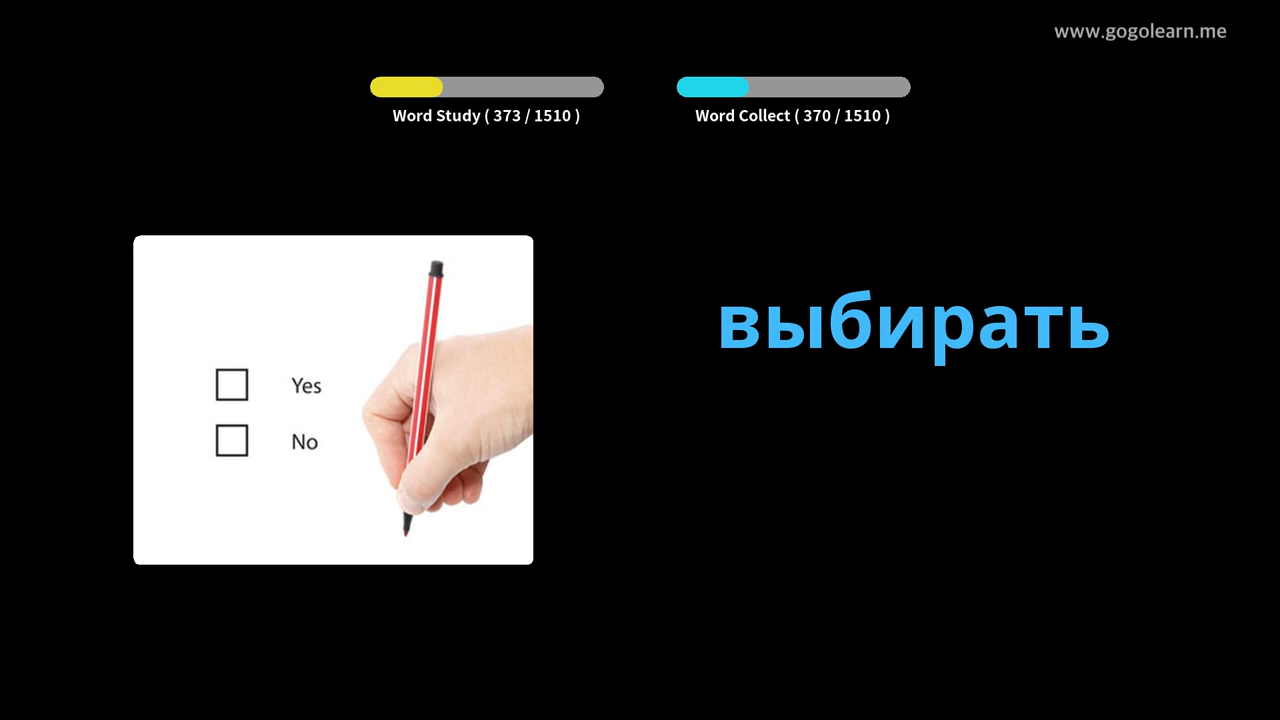 www.gogolearn.me
Word Study ( 373 / 1510 )
Word Collect ( 370 / 1510 )
выбирать
Yes
No